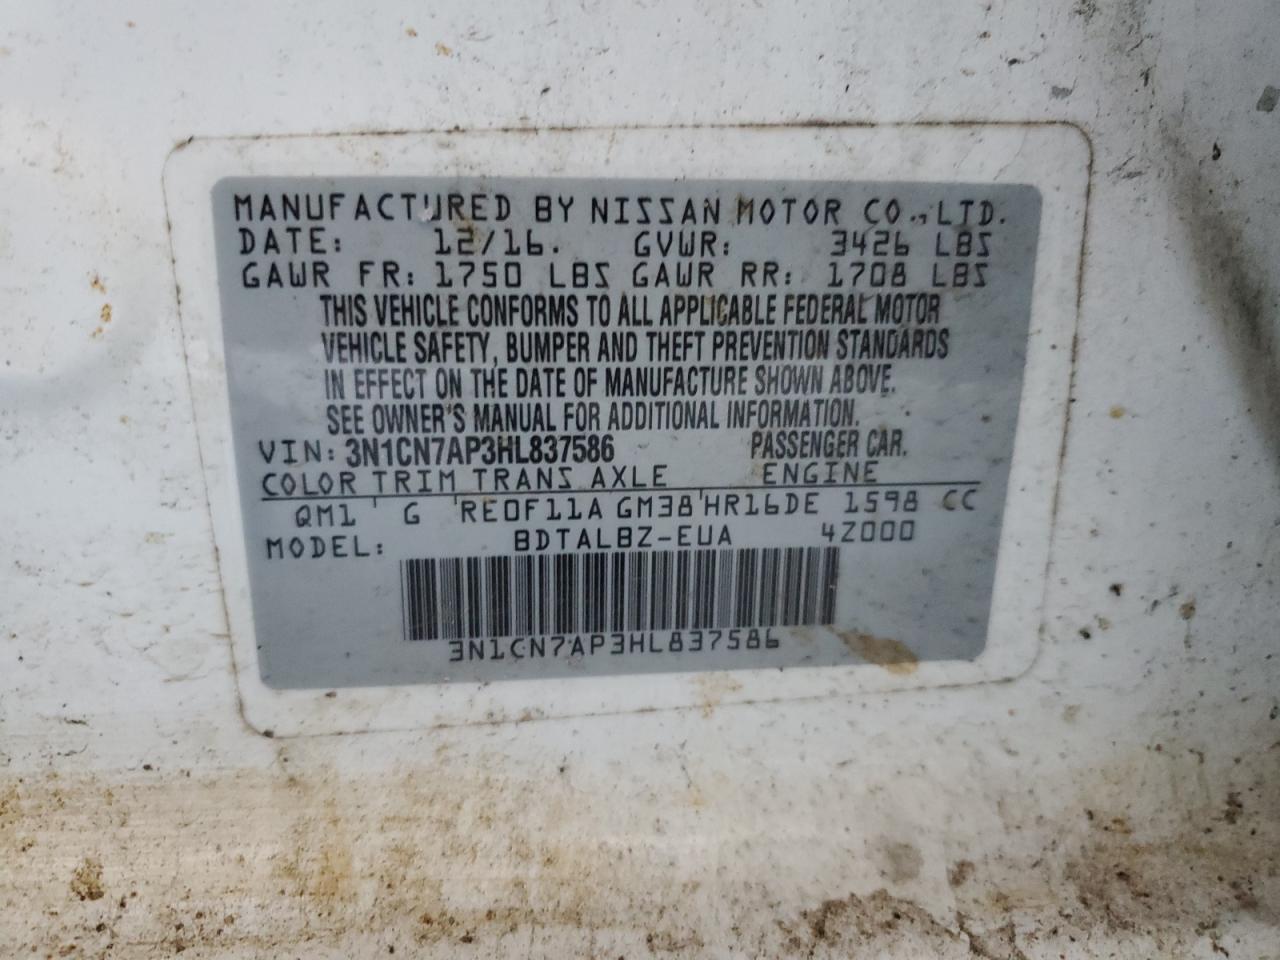 MANUFACTURED BY NISSAN MOTOR CO., LTD.
DATE: 12/16. GVWR: 3426 LBS
GAWR FR: 1750 LBS GAWR RR: 1708 LBS
THIS VEHICLE CONFORMS TO ALL APPLICABLE FEDERAL MOTOR
VEHICLE SAFETY, BUMPER AND THEFT PREVENTION STANDARDS
IN EFFECT ON THE DATE OF MANUFACTURE SHOWN ABOVE.
SEE OWNER'S MANUAL FOR ADDITIONAL INFORMATION.
VIN: 3N1CN7AP3HL837586 PASSENGER CAR.
COLOR TRIM TRANS AXLE ENGINE
QM1 G RE0F11A GM38 HR16DE 1598 CC
MODEL: BDTALBZ-EUA 4Z000
3N1CN7AP3HL837586